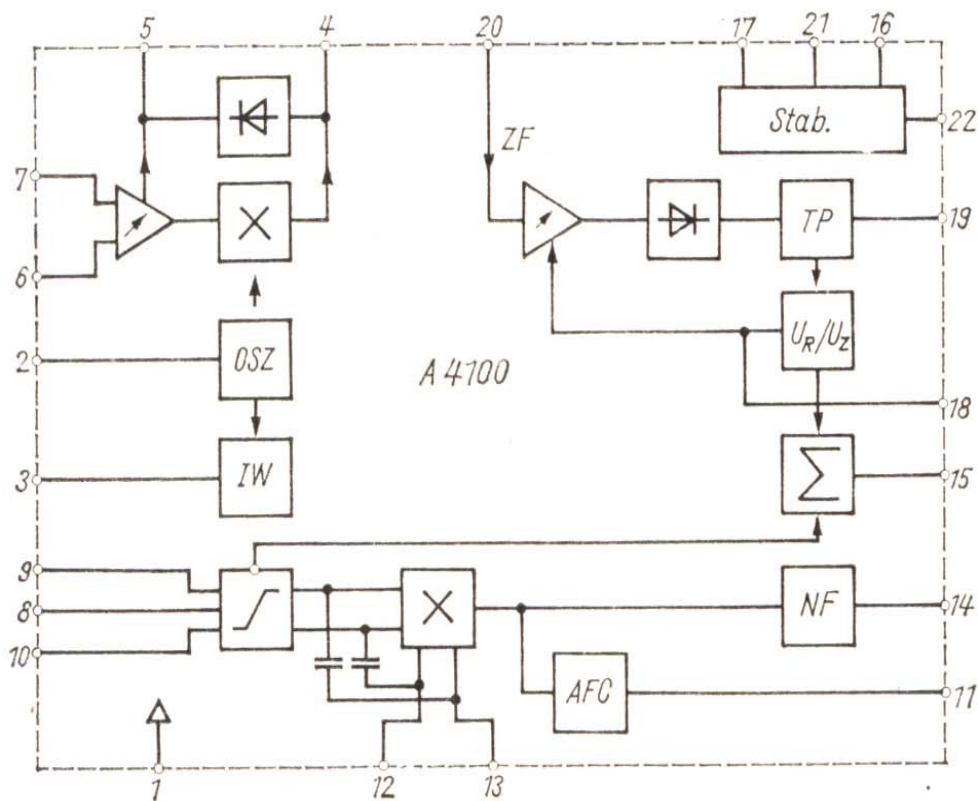 5 4 20 17 21 16
Stab. 22
ZF
7
TP 19
6
OSZ
2
A 4100
U_R/U_Z
18
IW
3
Σ 15
9
8
NF 14
10
AFC 11
1 12 13